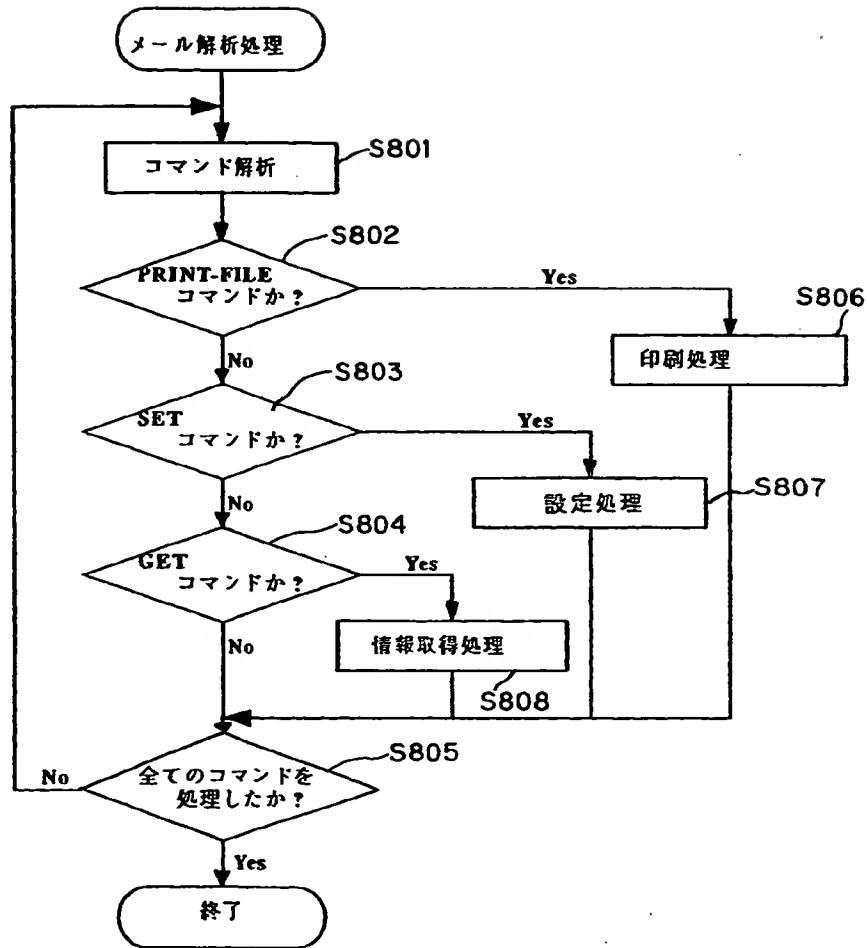 メール解析処理
コマンド解析
S801
S802
PRINT-FILE
コマンドか?
Yes
S806
印刷処理
No
S803
SET
コマンドか?
Yes
設定処理
S807
No
S804
GET
コマンドか?
Yes
情報取得処理
S808
No
S805
全てのコマンドを
処理したか?
No
Yes
終了